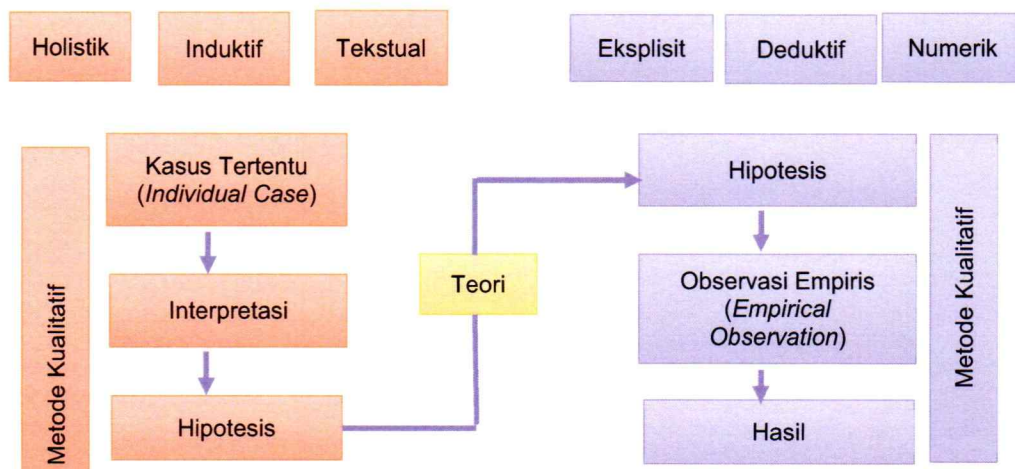 Holistik
Induktif
Tekstual
Eksplisit
Deduktif
Numerik
Metode Kualitatif
Kasus Tertentu
(Individual Case)
Interpretasi
Hipotesis
Teori
Hipotesis
Observasi Empiris
(Empirical
Observation)
Hasil
Metode Kualitatif